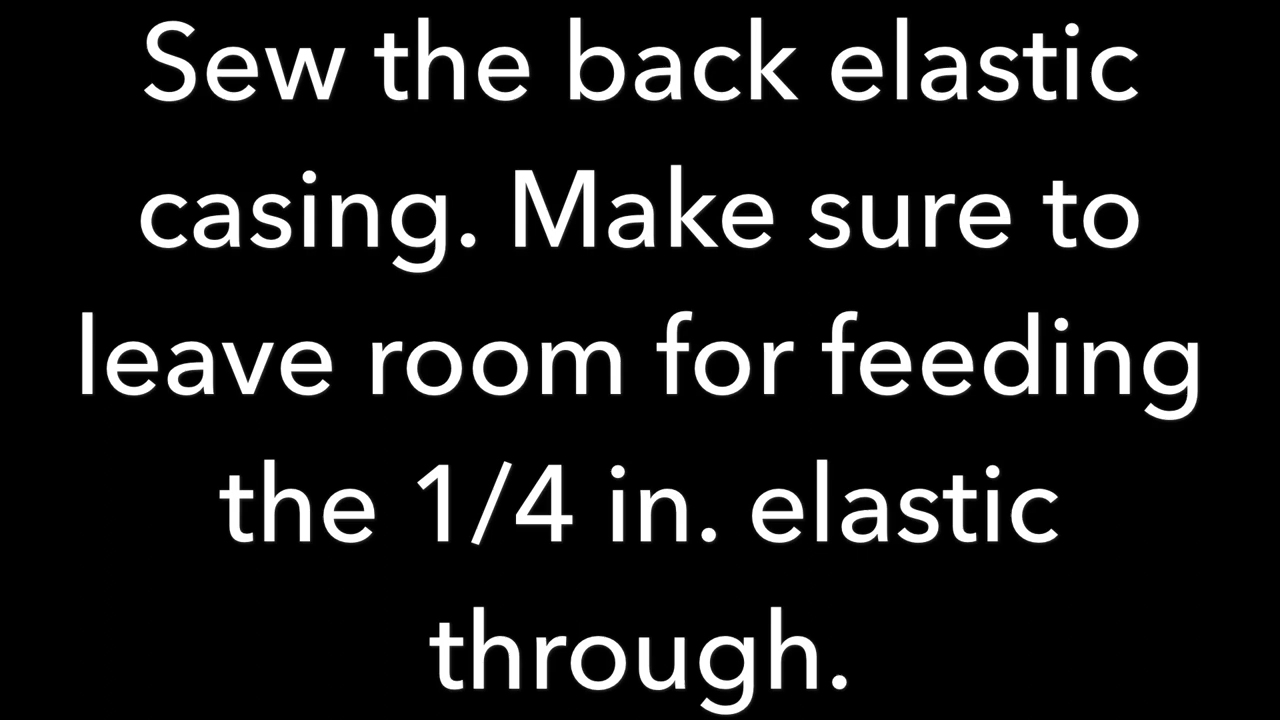 Sew the back elastic
casing. Make sure to
leave room for feeding
the 1/4 in. elastic
through.